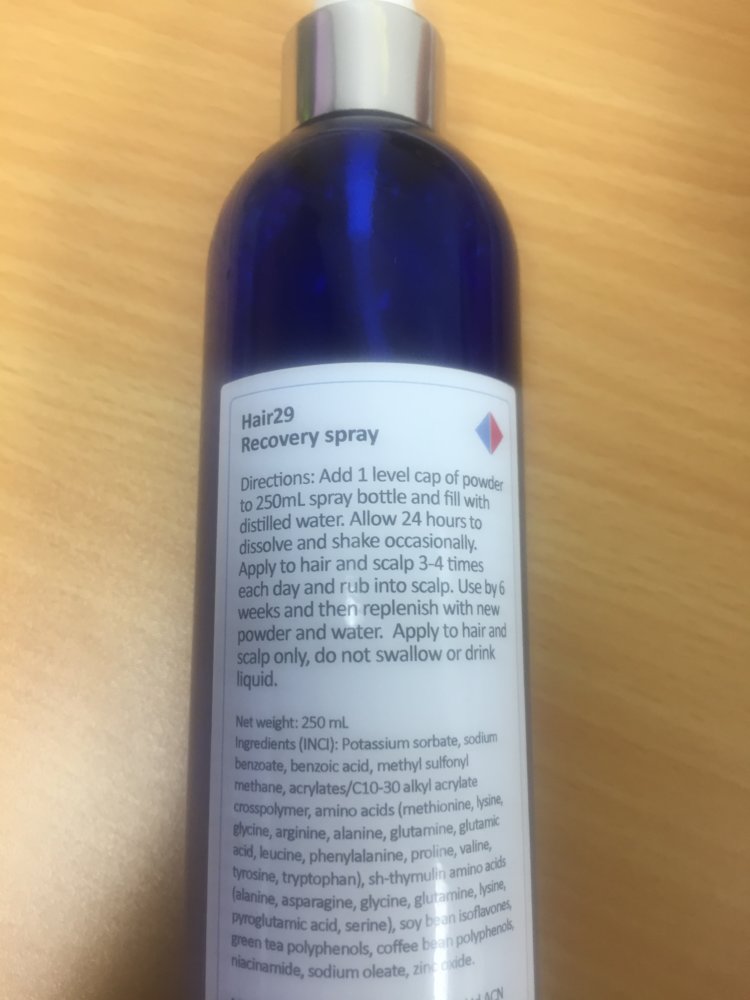 Hair29
Recovery spray
Directions: Add 1 level cap of powder
to 250mL spray bottle and fill with
distilled water. Allow 24 hours to
dissolve and shake occasionally.
Apply to hair and scalp 3-4 times
each day and rub into scalp. Use by 6
weeks and then replenish with new
powder and water. Apply to hair and
scalp only, do not swallow or drink
liquid.
Net weight: 250 mL
Ingredients (INCI): Potassium sorbate, sodium
benzoate, benzoic acid, methyl sulfonyl
methane, acrylates/C10-30 alkyl acrylate
crosspolymer, amino acids (methionine, lysine,
glycine, arginine, alanine, glutamine, glutamic
acid, leucine, phenylalanine, proline, valine,
tyrosine, tryptophan), sh-thymulin amino acids
(alanine, asparagine, glycine, glutamine, lysine,
pyroglutamic acid, serine), soy bean isoflavones,
green tea polyphenols, coffee bean polyphenols,
niacinamide, sodium oleate, zinc oxide.
ACN